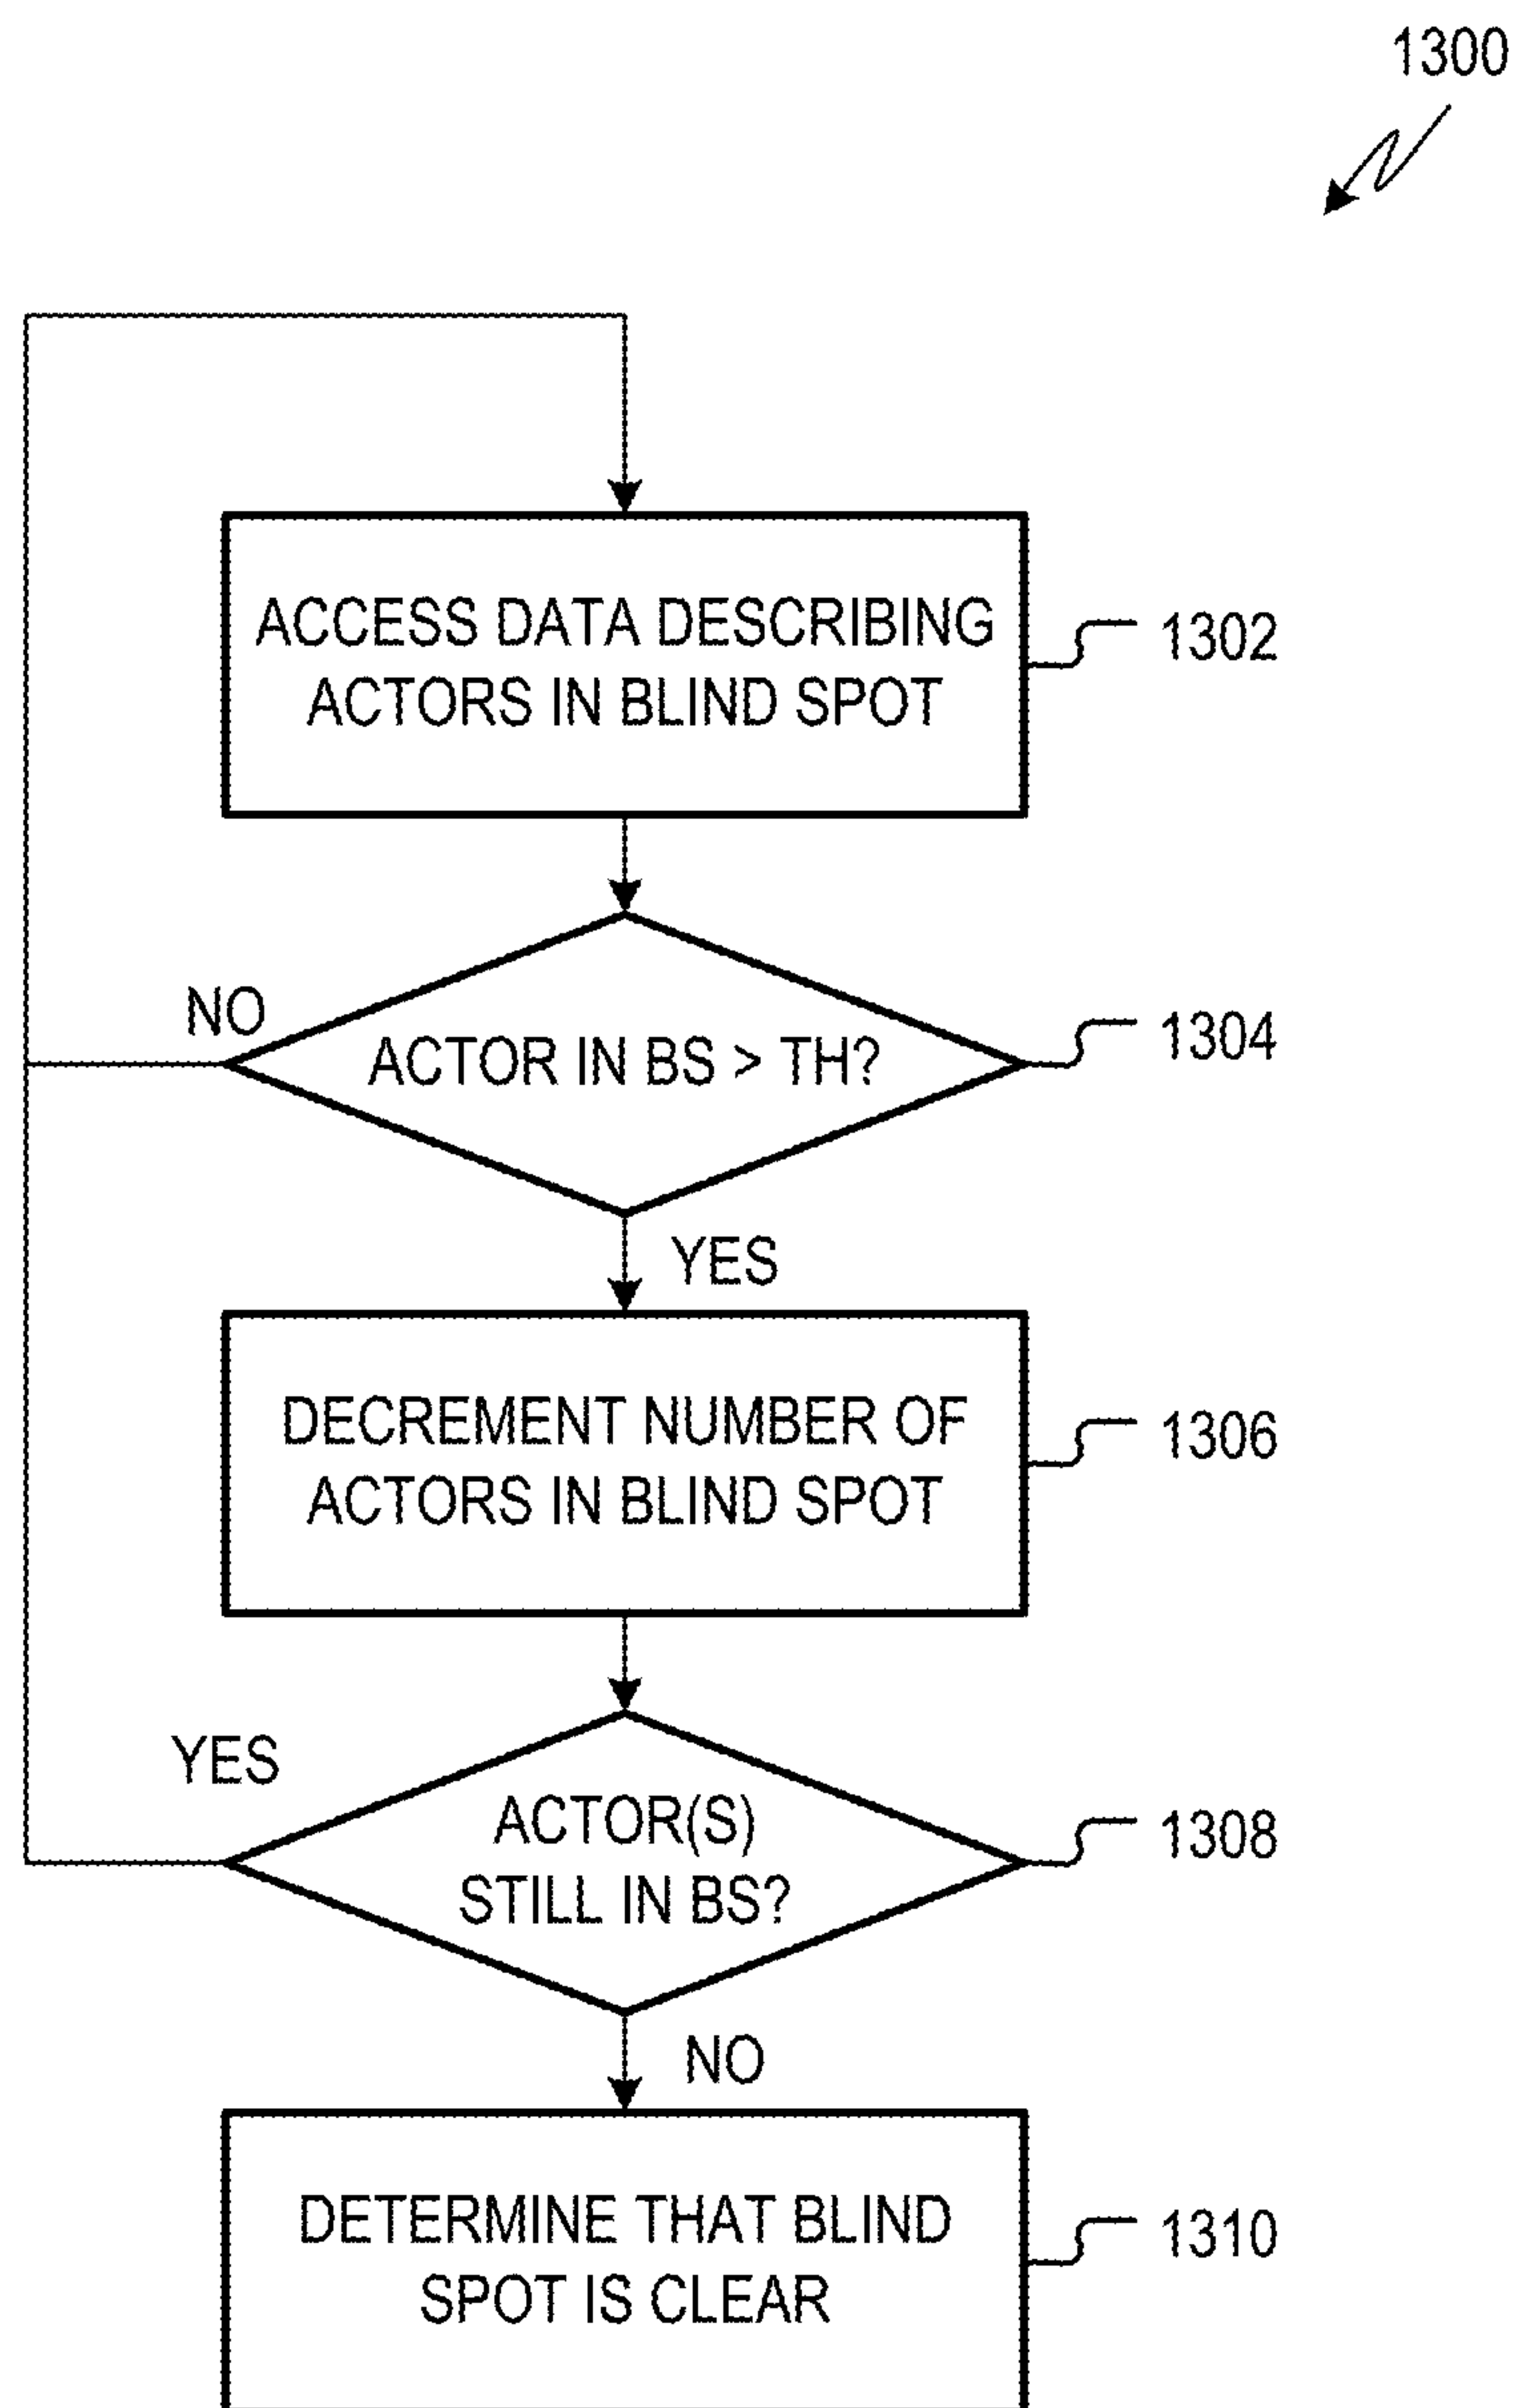 1300
ACCESS DATA DESCRIBING
ACTORS IN BLIND SPOT
1302
NO
ACTOR IN BS > TH?
1304
YES
DECREMENT NUMBER OF
ACTORS IN BLIND SPOT
1306
YES
ACTOR(S)
STILL IN BS?
1308
NO
DETERMINE THAT BLIND
SPOT IS CLEAR
1310